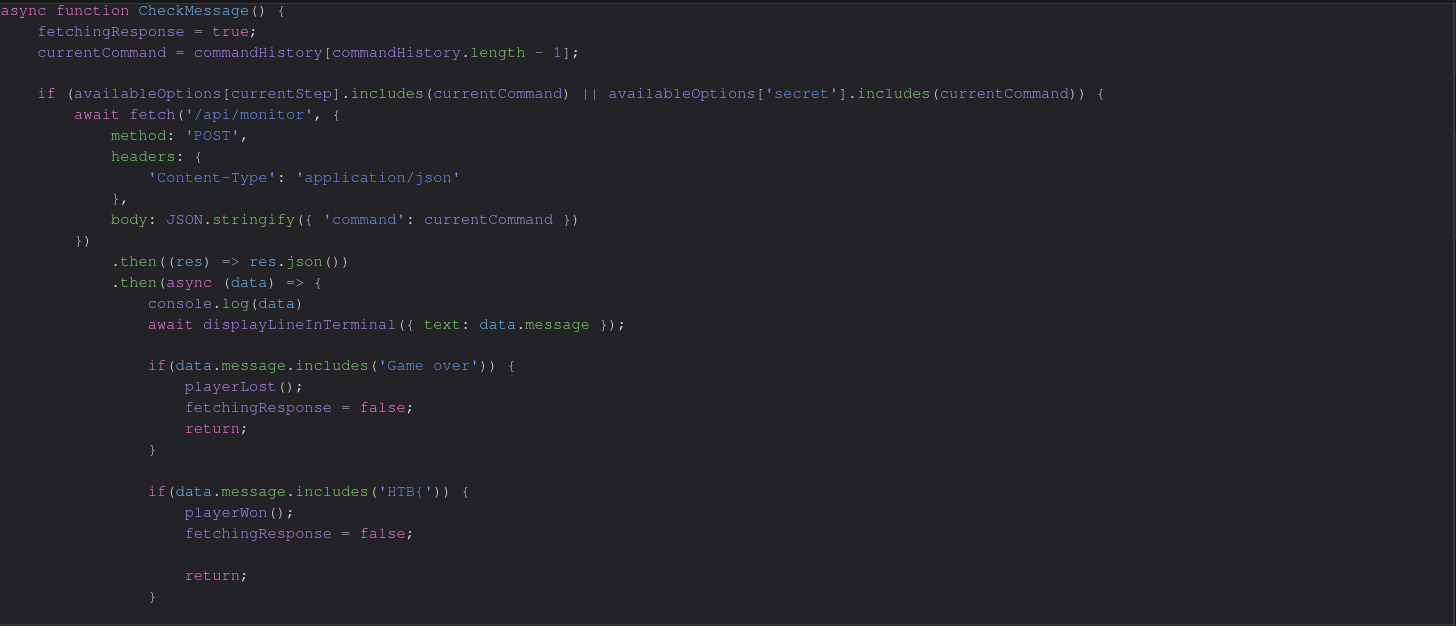 async function CheckMessage() {
    fetchingResponse = true;
    currentCommand = commandHistory[commandHistory.length - 1];

    if (availableOptions[currentStep].includes(currentCommand) || availableOptions['secret'].includes(currentCommand)) {
        await fetch('/api/monitor', {
            method: 'POST',
            headers: {
                'Content-Type': 'application/json'
            },
            body: JSON.stringify({ 'command': currentCommand })
        })
            .then((res) => res.json())
            .then(async (data) => {
                console.log(data)
                await displayLineInTerminal({ text: data.message });

                if(data.message.includes('Game over')) {
                    playerLost();
                    fetchingResponse = false;
                    return;
                }

                if(data.message.includes('HTB{')) {
                    playerWon();
                    fetchingResponse = false;

                    return;
                }